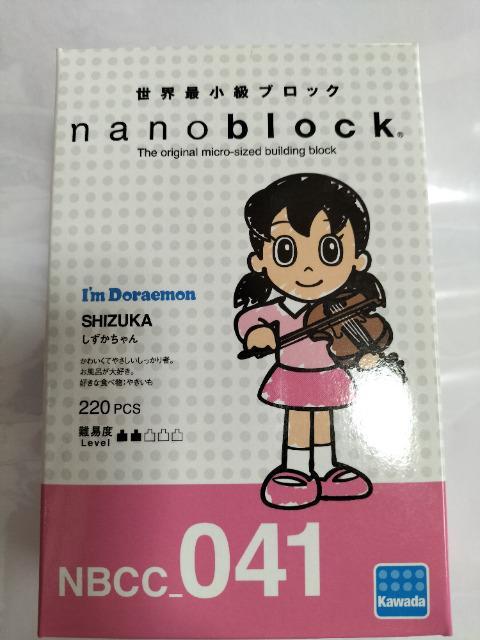 世界最小級ブロック
nanoblock®
The original micro-sized building block
I'm Doraemon
SHIZUKA
しずかちゃん
かわいくてやさしいしっかり者。
お風呂が大好き。
好きな食べ物:やきいも
220 PCS
難易度
Level
NBCC_041
Kawada